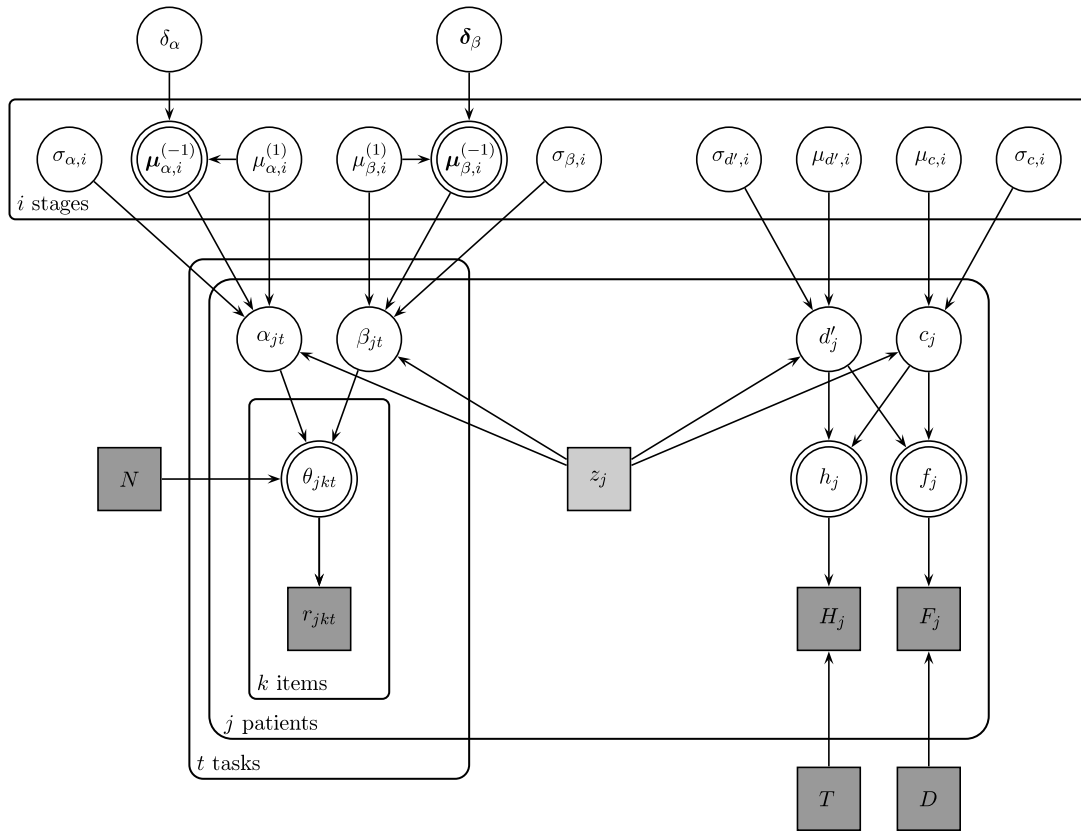 δ_α δ_β
σ_{α,i} μ_{α,i}^{(-1)} μ_{α,i}^{(1)} μ_{β,i}^{(1)} μ_{β,i}^{(-1)} σ_{β,i} σ_{d',i} μ_{d',i} μ_{c,i} σ_{c,i}
i stages
α_{jt} β_{jt} d'_j c_j
N θ_{jkt} z_j h_j f_j
r_{jkt} H_j F_j
k items
j patients
t tasks
T D